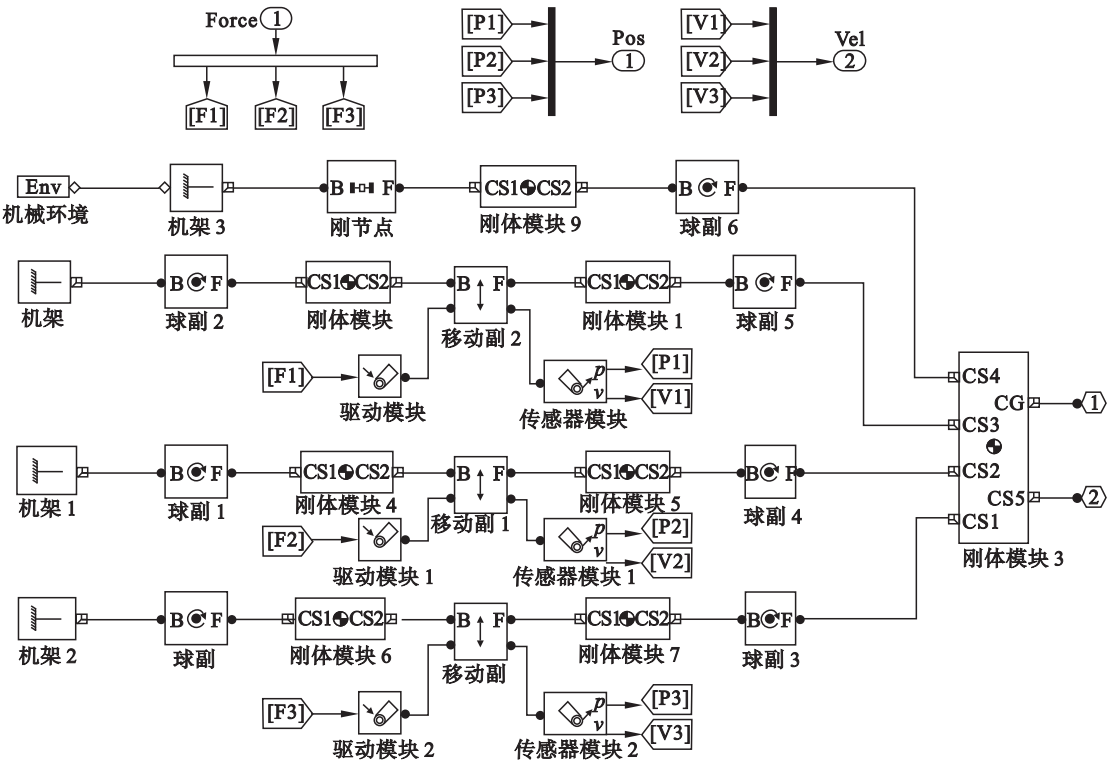 Force 1
[F1] [F2] [F3]
[P1]
[P2]
[P3]
Pos
1
[V1]
[V2]
[V3]
Vel
2
Env
机械环境
机架 3
B F
刚节点
CS1 CS2
刚体模块 9
B F
球副 6
机架
B F
球副 2
CS1 CS2
刚体模块
B F
移动副 2
CS1 CS2
刚体模块 1
B F
球副 5
[F1]
驱动模块
p
v
传感器模块
[P1]
[V1]
机架 1
B F
球副 1
CS1 CS2
刚体模块 4
B F
移动副 1
CS1 CS2
刚体模块 5
B F
球副 4
[F2]
驱动模块 1
p
v
传感器模块 1
[P2]
[V2]
机架 2
B F
球副
CS1 CS2
刚体模块 6
B F
移动副
CS1 CS2
刚体模块 7
B F
球副 3
[F3]
驱动模块 2
p
v
传感器模块 2
[P3]
[V3]
CS4
CG
CS3
CS2
CS5
CS1
刚体模块 3
1
2